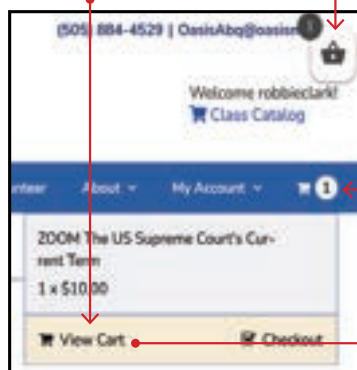 (505) 884-4529 | OasisAbq@oasisn
1
Welcome robbieclark!
Class Catalog
nteer About My Account 1
ZOOM The US Supreme Court's Cur-
rent Term
1 x $10.00
View Cart Checkout